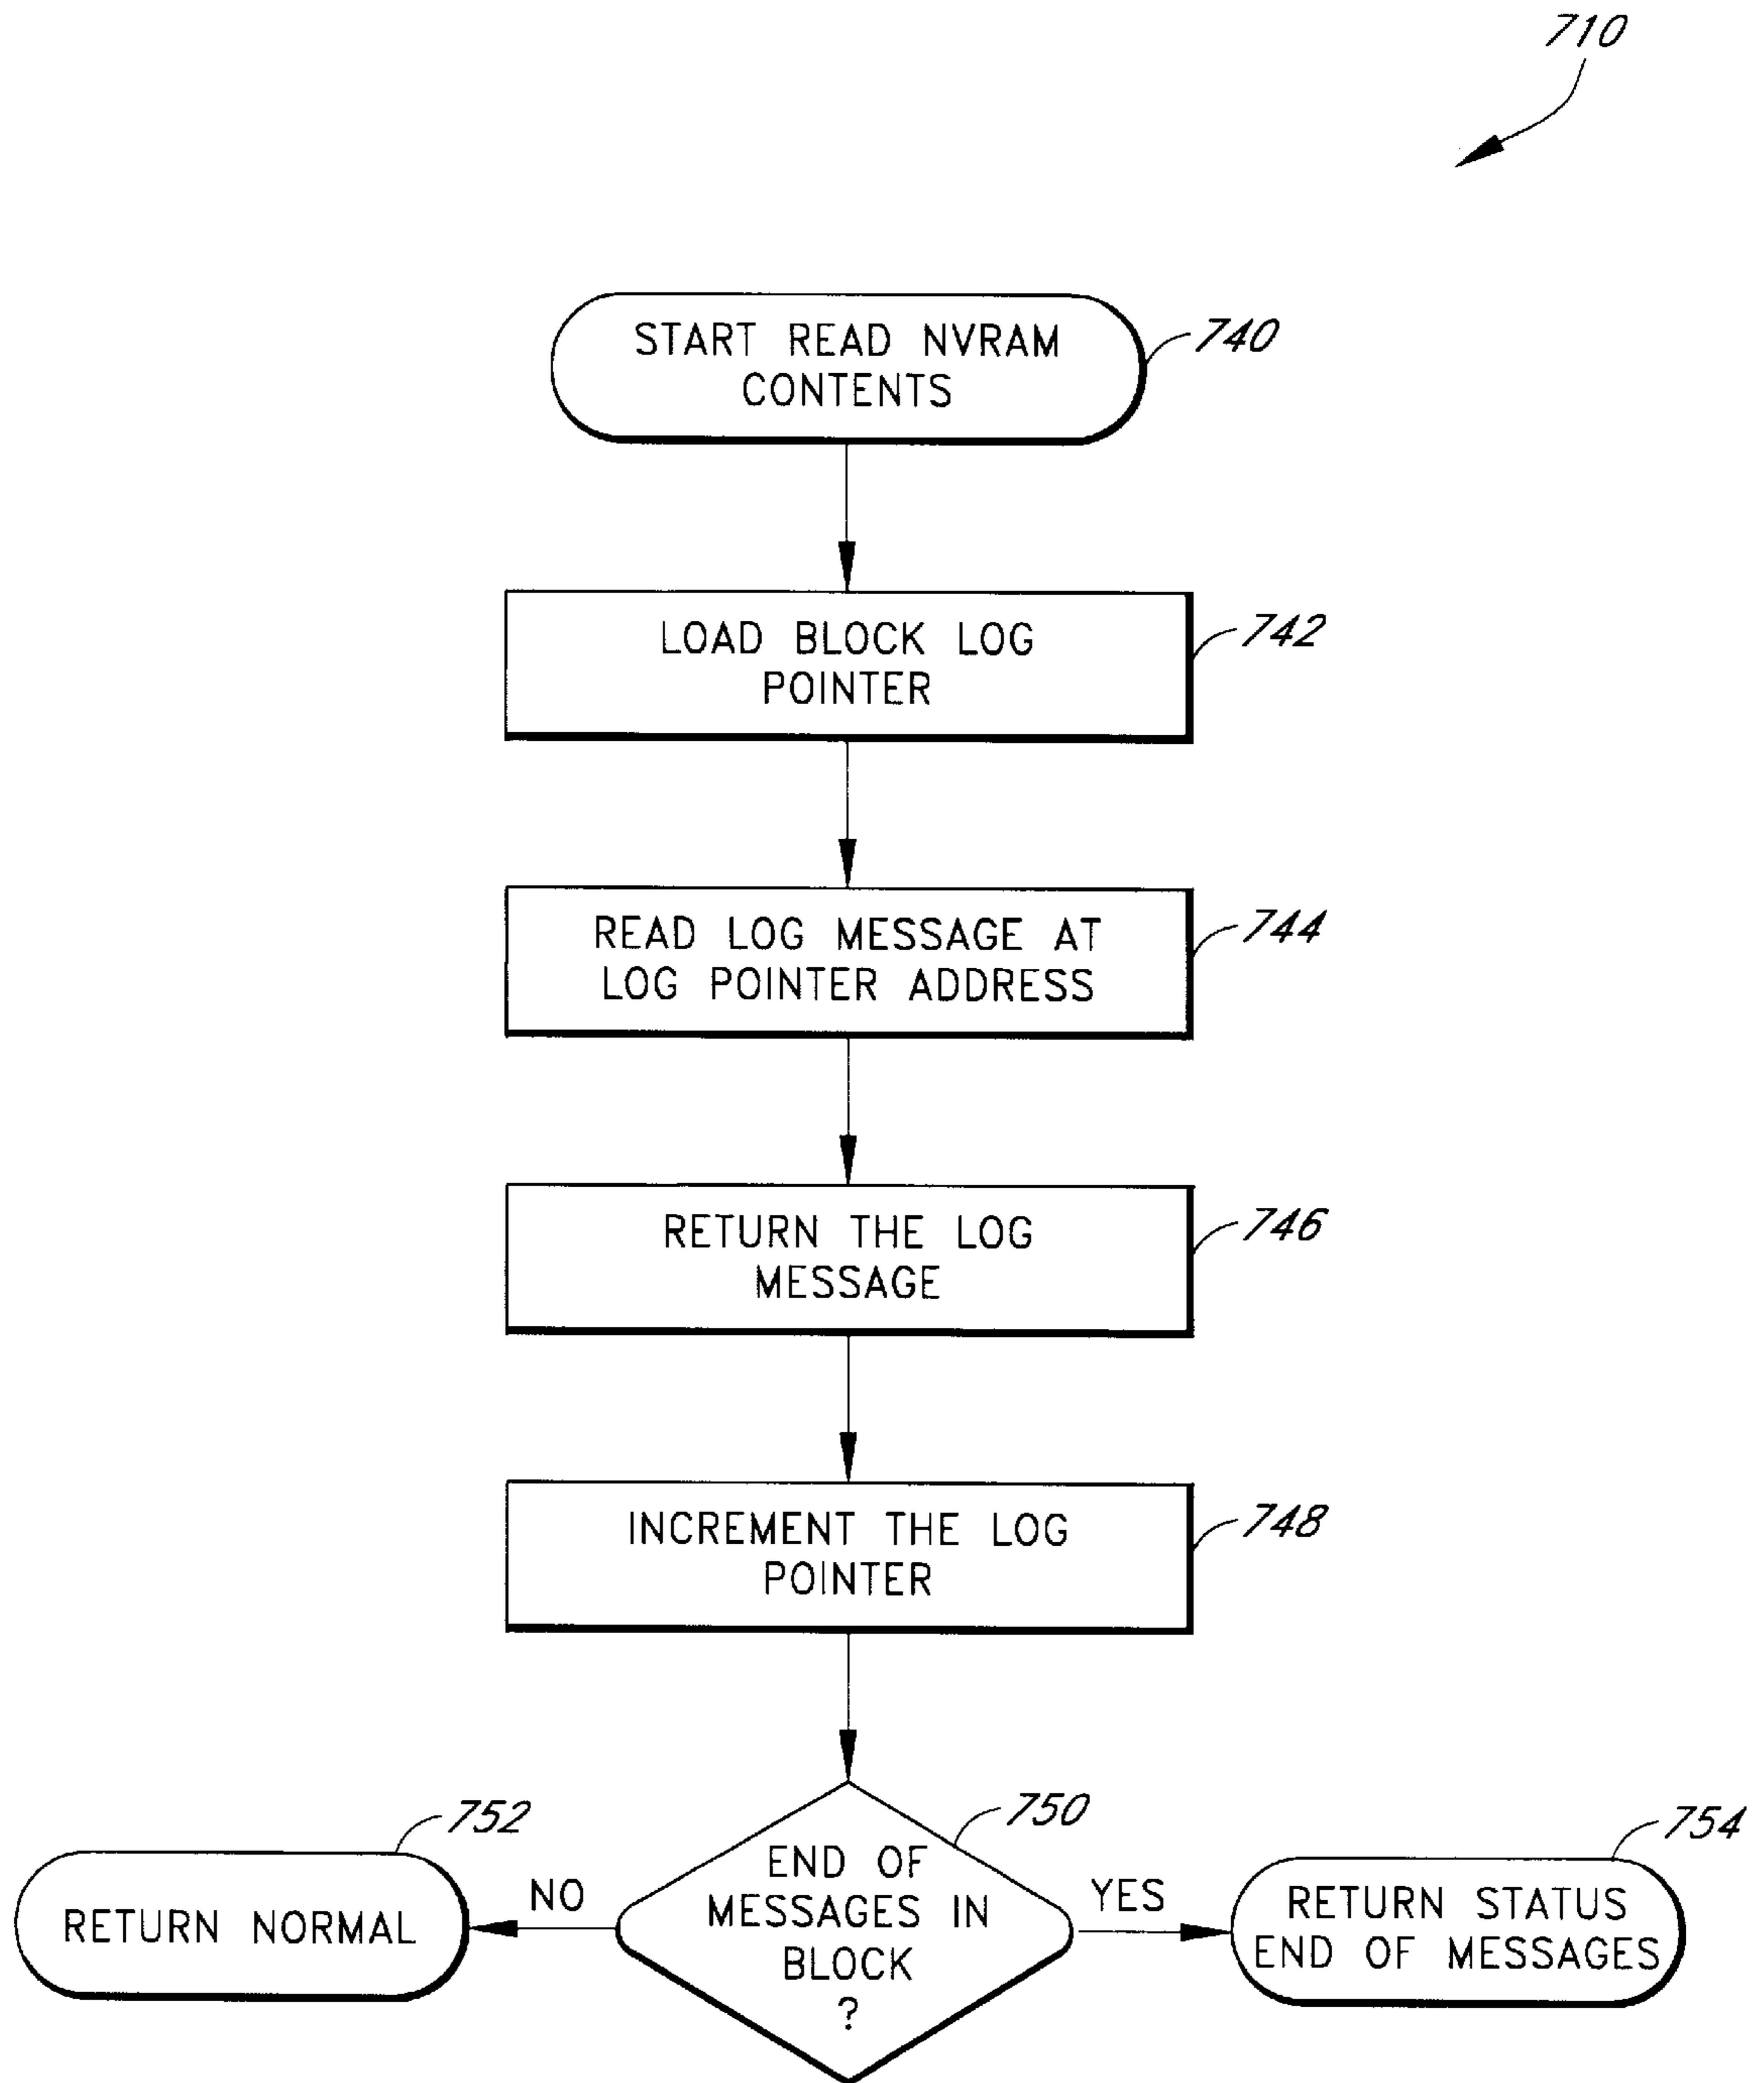 710
START READ NVRAM
CONTENTS
740
LOAD BLOCK LOG
POINTER
742
READ LOG MESSAGE AT
LOG POINTER ADDRESS
744
RETURN THE LOG
MESSAGE
746
INCREMENT THE LOG
POINTER
748
752
RETURN NORMAL
NO
750
END OF
MESSAGES IN
BLOCK
?
YES
754
RETURN STATUS
END OF MESSAGES